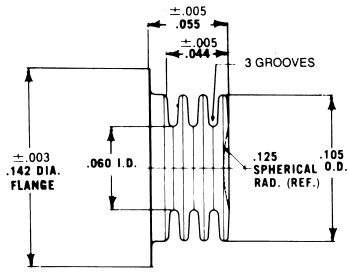 ±.005
.055
±.005
.044
3 GROOVES
±.003
.142 DIA.
FLANGE
.060 I.D.
.125
SPHERICAL
RAD. (REF.)
.105
O.D.